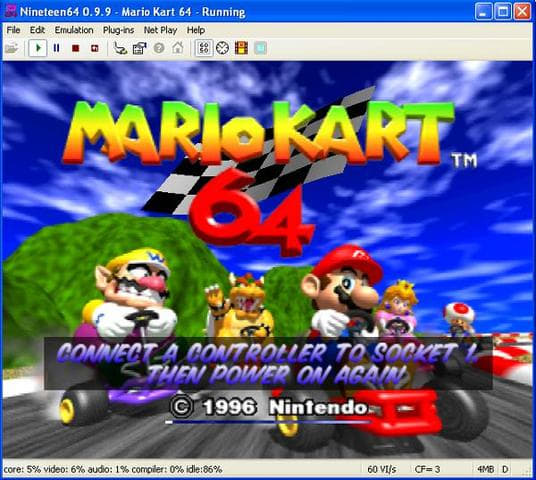 Nineteen64 0.9.9 - Mario Kart 64 - Running
File Edit Emulation Plug-ins Net Play Help
MARIO KART
64 TM
CONNECT A CONTROLLER TO SOCKET 1,
THEN POWER ON AGAIN
© 1996 Nintendo
core: 5% video: 6% audio: 1% compiler: 0% idle:86% 60 VI/s CF= 3 4MB D